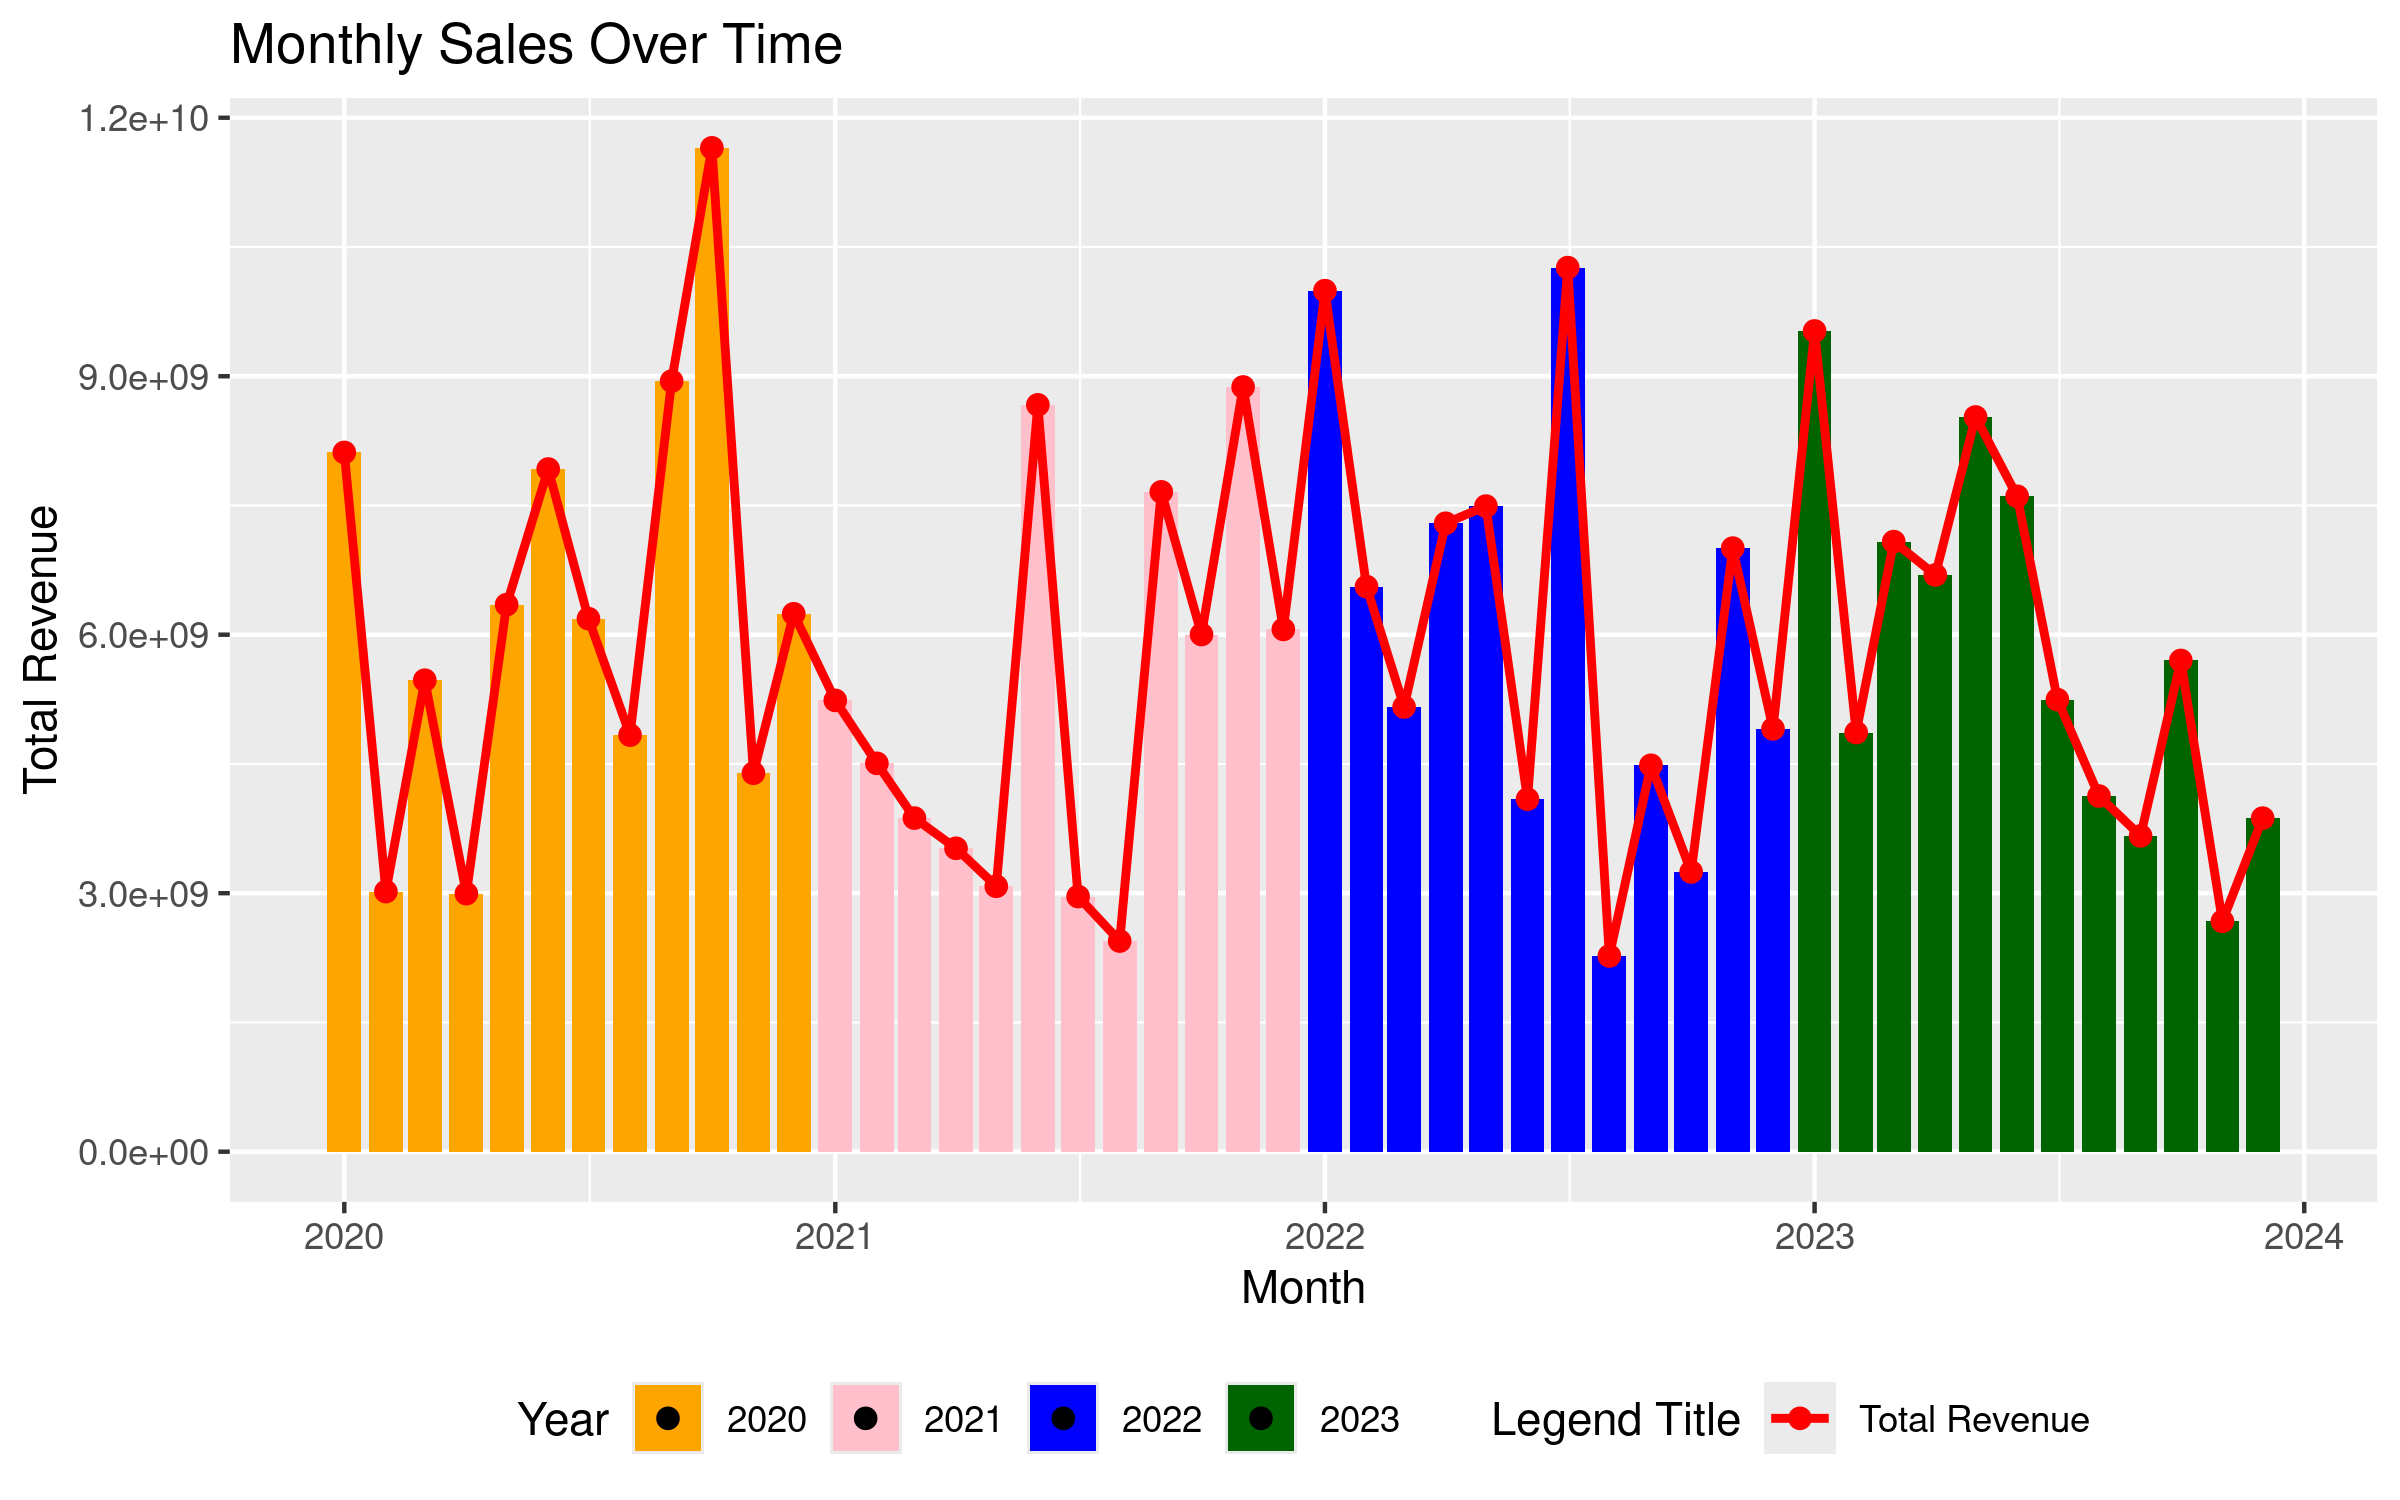 Monthly Sales Over Time
1.2e+10
9.0e+09
6.0e+09
3.0e+09
0.0e+00
Total Revenue
2020 2021 2022 2023 2024
Month
Year 2020 2021 2022 2023 Legend Title Total Revenue